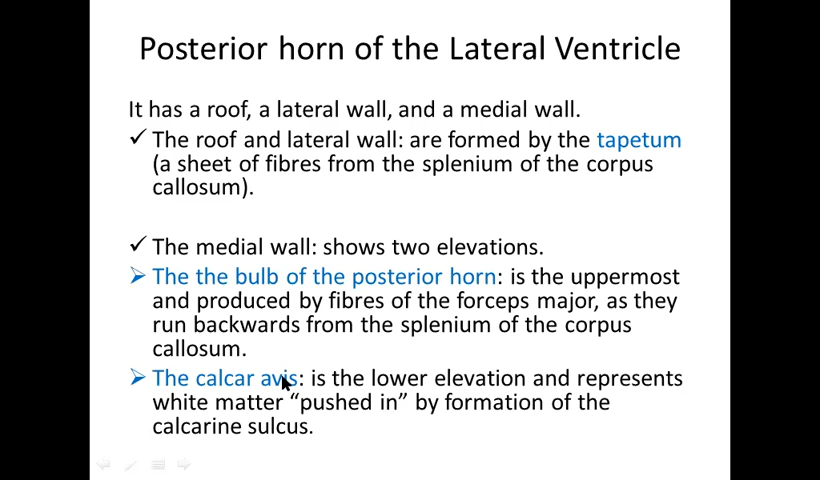 Posterior horn of the Lateral Ventricle
It has a roof, a lateral wall, and a medial wall.
✓ The roof and lateral wall: are formed by the tapetum
(a sheet of fibres from the splenium of the corpus
callosum).
✓ The medial wall: shows two elevations.
➢ The the bulb of the posterior horn: is the uppermost
and produced by fibres of the forceps major, as they
run backwards from the splenium of the corpus
callosum.
➢ The calcar avis: is the lower elevation and represents
white matter “pushed in” by formation of the
calcarine sulcus.